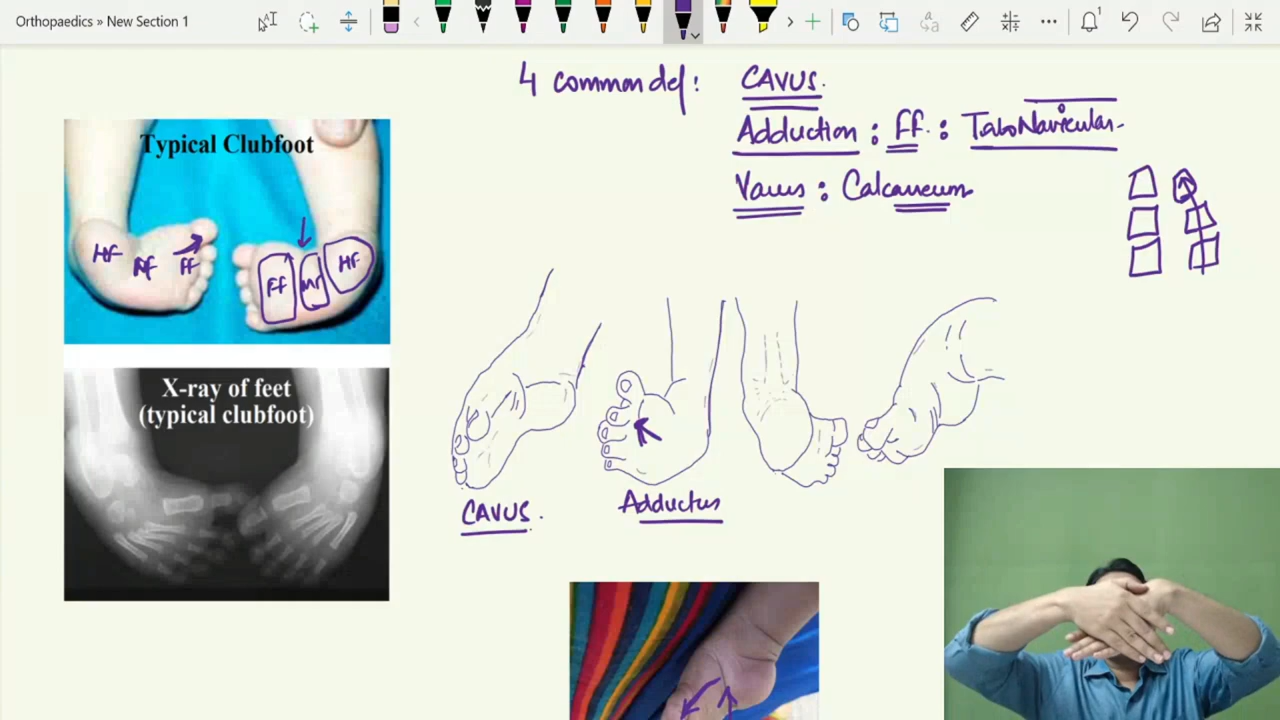 Orthopaedics » New Section 1
4 common def: CAVUS.
Adduction : Ff. : TaloNavicular
Varus : Calcaneum
Typical Clubfoot
Hf Mf Ff
Ff Mf Hf
X-ray of feet
(typical clubfoot)
CAVUS.
Adductus